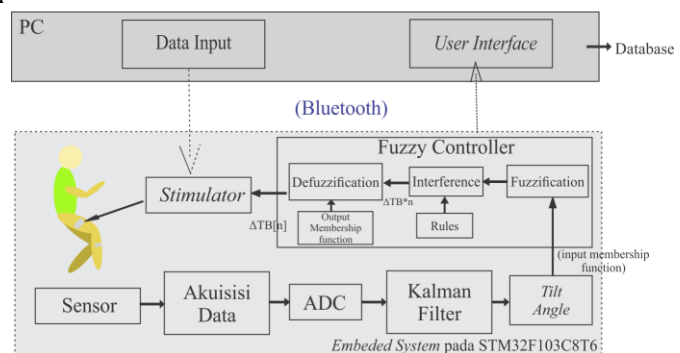 PC
Data Input
User Interface
Database
(Bluetooth)
Fuzzy Controller
Defuzzification
Interference
Fuzzification
ΔTB*n
Stimulator
ΔTB[n]
Output
Membership
function
Rules
(input membership
function)
Sensor
Akuisisi
Data
ADC
Kalman
Filter
Tilt
Angle
Embeded System pada STM32F103C8T6